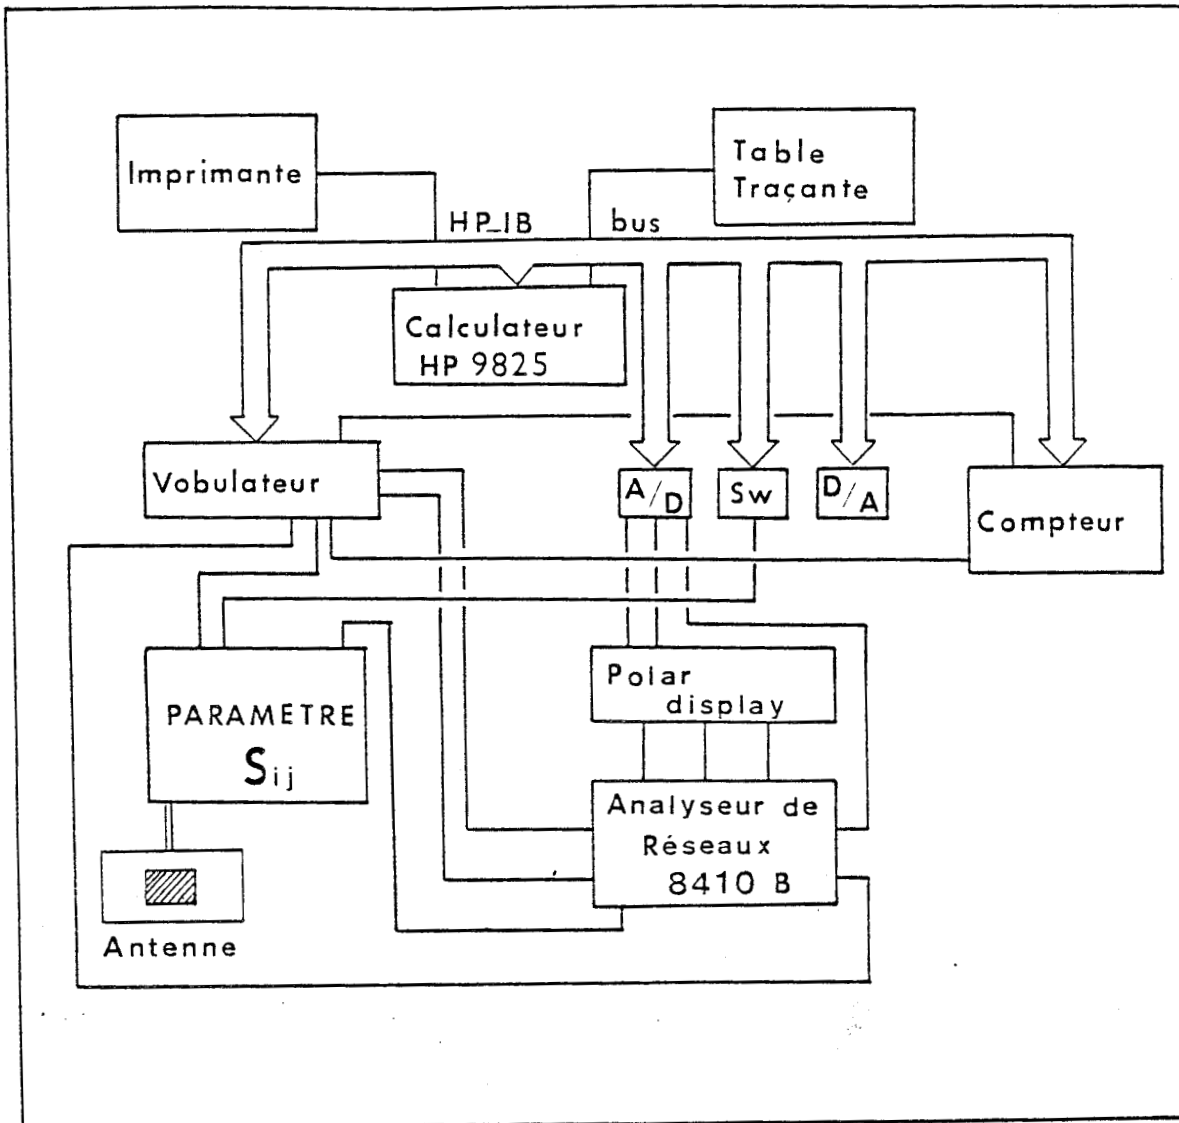 Imprimante
Table
Traçante
HP_IB bus
Calculateur
HP 9825
Vobulateur
A/D
Sw
D/A
Compteur
PARAMETRE
Sij
Polar
display
Analyseur de
Réseaux
8410 B
Antenne